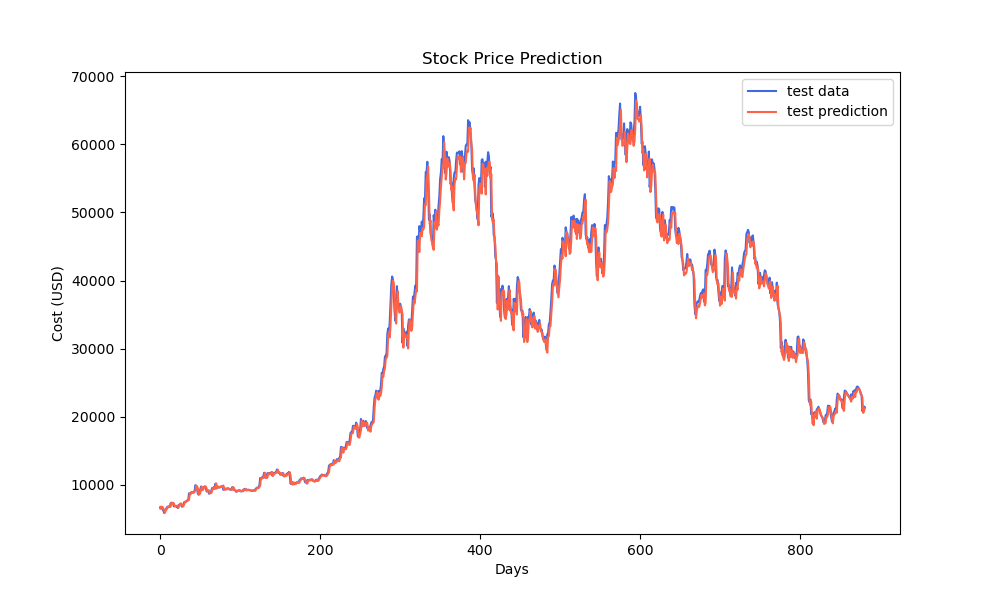 Stock Price Prediction
test data
test prediction
70000
60000
50000
40000
30000
20000
10000
Cost (USD)
0
200
400
600
800
Days